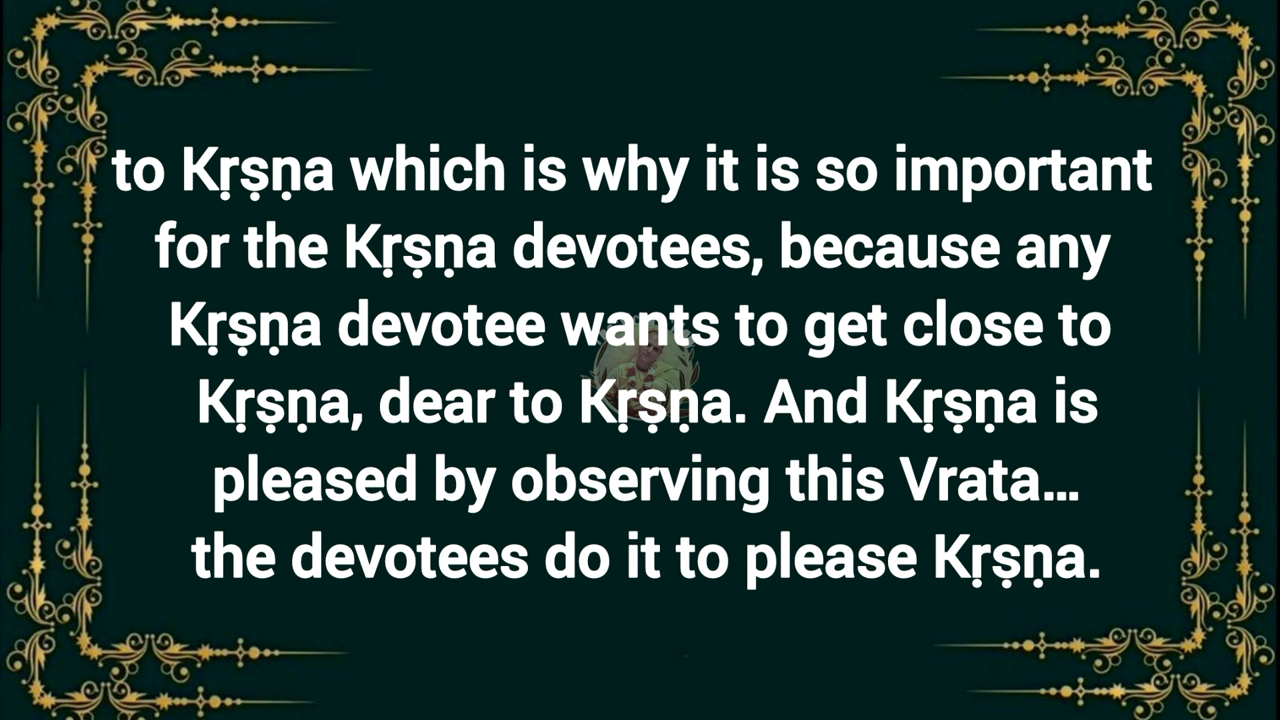 to Kṛṣṇa which is why it is so important
for the Kṛṣṇa devotees, because any
Kṛṣṇa devotee wants to get close to
Kṛṣṇa, dear to Kṛṣṇa. And Kṛṣṇa is
pleased by observing this Vrata...
the devotees do it to please Kṛṣṇa.